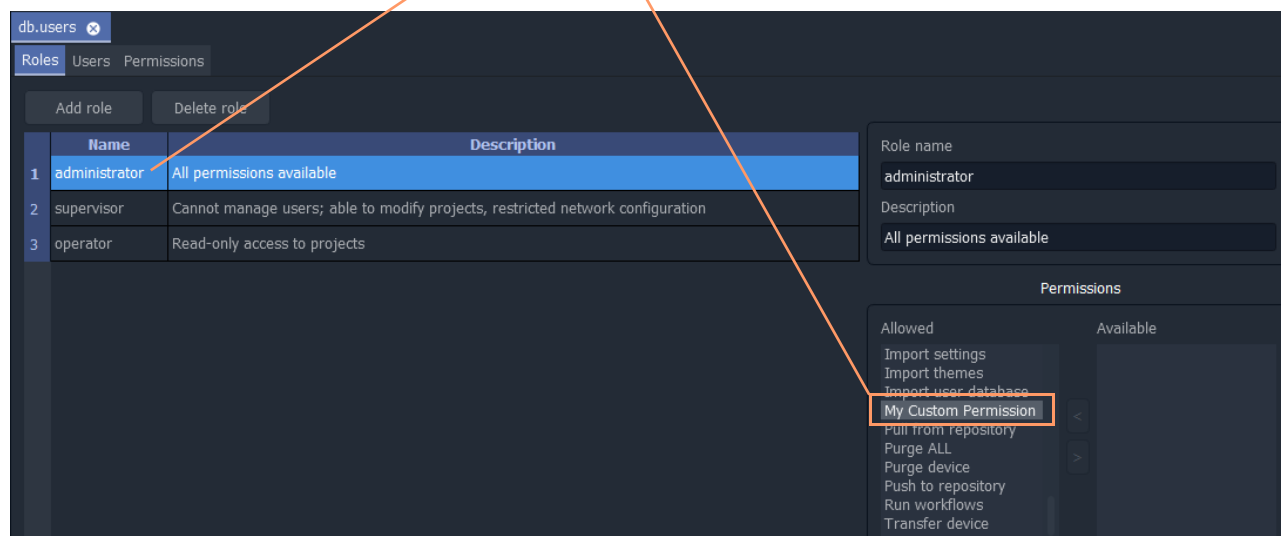 db.users
Roles Users Permissions
Add role Delete role
Name Description
1 administrator All permissions available
2 supervisor Cannot manage users; able to modify projects, restricted network configuration
3 operator Read-only access to projects
Role name
administrator
Description
All permissions available
Permissions
Allowed Available
Import settings
Import themes
Import user database
My Custom Permission
Pull from repository
Purge ALL
Purge device
Push to repository
Run workflows
Transfer device
<
>